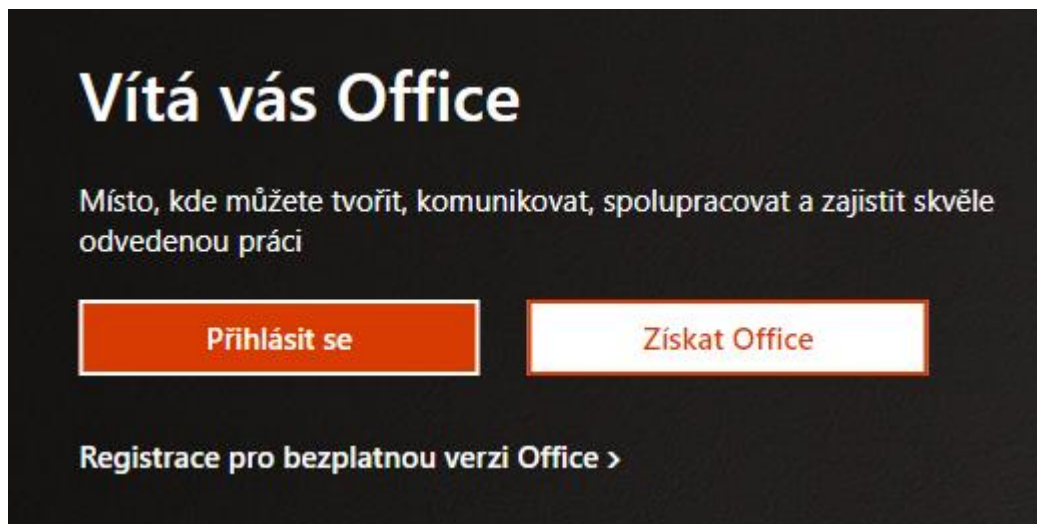 Vítá vás Office
Místo, kde můžete tvořit, komunikovat, spolupracovat a zajistit skvěle
odvedenou práci
Přihlásit se
Získat Office
Registrace pro bezplatnou verzi Office >